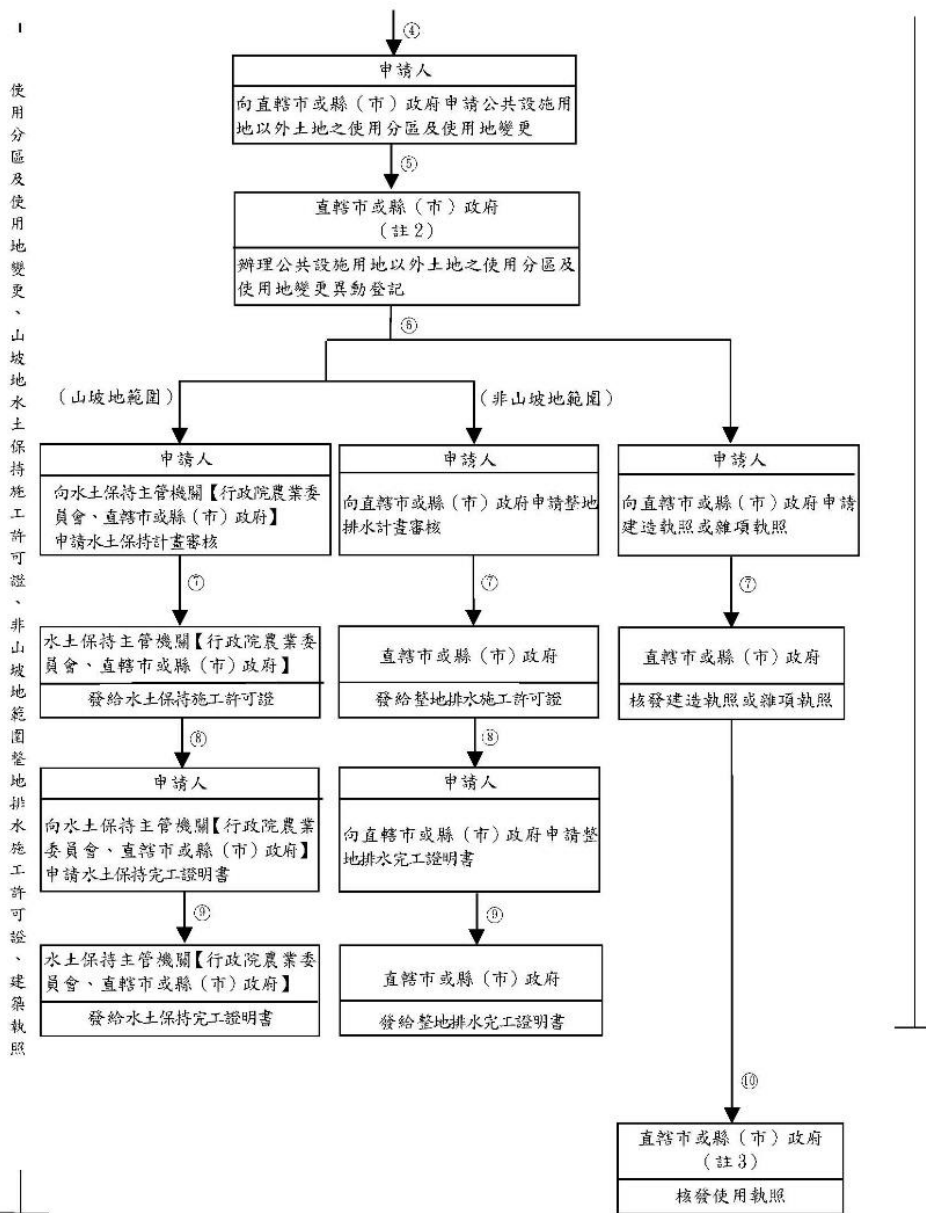 使用分區及使用地變更、山坡地水土保持施工許可證、非山坡地範圍整地排水施工許可證、建築執照
④
申請人
向直轄市或縣（市）政府申請公共設施用
地以外土地之使用分區及使用地變更
⑤
直轄市或縣（市）政府
（註2）
辦理公共設施用地以外土地之使用分區及
使用地變更異動登記
⑥
（山坡地範圍）
（非山坡地範圍）
申請人
向水土保持主管機關【行政院農業委
員會、直轄市或縣（市）政府】
申請水土保持計畫審核
申請人
向直轄市或縣（市）政府申請整地
排水計畫審核
申請人
向直轄市或縣（市）政府申請
建造執照或雜項執照
⑦
⑦
⑦
水土保持主管機關【行政院農業委
員會、直轄市或縣（市）政府】
發給水土保持施工許可證
直轄市或縣（市）政府
發給整地排水施工許可證
直轄市或縣（市）政府
核發建造執照或雜項執照
⑧
⑧
申請人
向水土保持主管機關【行政院農業
委員會、直轄市或縣（市）政府】
申請水土保持完工證明書
申請人
向直轄市或縣（市）政府申請整
地排水完工證明書
⑨
⑨
水土保持主管機關【行政院農業委
員會、直轄市或縣（市）政府】
發給水土保持完工證明書
直轄市或縣（市）政府
發給整地排水完工證明書
⑩
直轄市或縣（市）政府
（註3）
核發使用執照